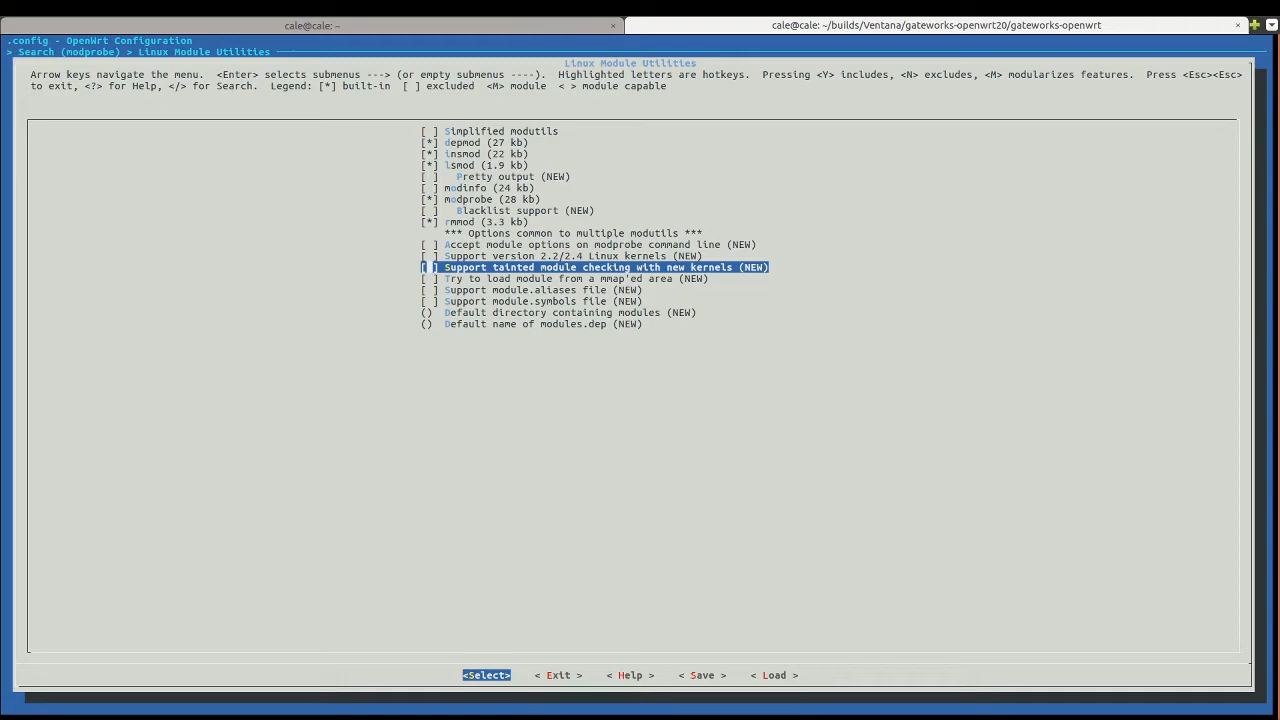 cale@cale: ~ × cale@cale: ~/builds/Ventana/gateworks-openwrt20/gateworks-openwrt ×
.config - OpenWrt Configuration
> Search (modprobe) > Linux Module Utilities
Linux Module Utilities
Arrow keys navigate the menu. <Enter> selects submenus ---> (or empty submenus ----). Highlighted letters are hotkeys. Pressing <Y> includes, <N> excludes, <M> modularizes features. Press <Esc><Esc>
to exit, <?> for Help, </> for Search. Legend: [*] built-in [ ] excluded <M> module < > module capable
[ ] Simplified modutils
[*] depmod (27 kb)
[*] insmod (22 kb)
[*] lsmod (1.9 kb)
[ ] Pretty output (NEW)
[ ] modinfo (24 kb)
[*] modprobe (28 kb)
[ ] Blacklist support (NEW)
[*] rmmod (3.3 kb)
*** Options common to multiple modutils ***
[ ] Accept module options on modprobe command line (NEW)
[ ] Support version 2.2/2.4 Linux kernels (NEW)
[ ] Support tainted module checking with new kernels (NEW)
[ ] Try to load module from a mmap'ed area (NEW)
[ ] Support module.aliases file (NEW)
[ ] Support module.symbols file (NEW)
() Default directory containing modules (NEW)
() Default name of modules.dep (NEW)
<Select> < Exit > < Help > < Save > < Load >